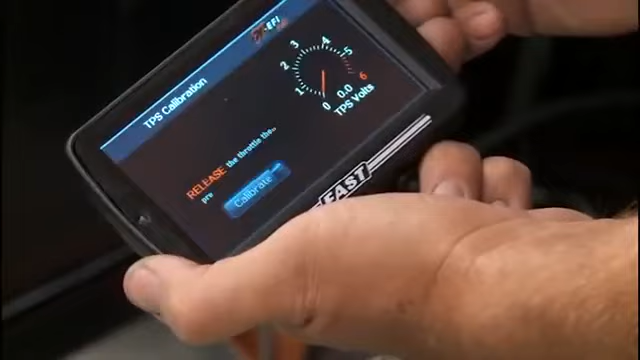 EFI
TPS Calibration
0
1
2
3
4
5
6
0.0
TPS Volts
RELEASE the throttle the..
pre
Calibrate
FAST